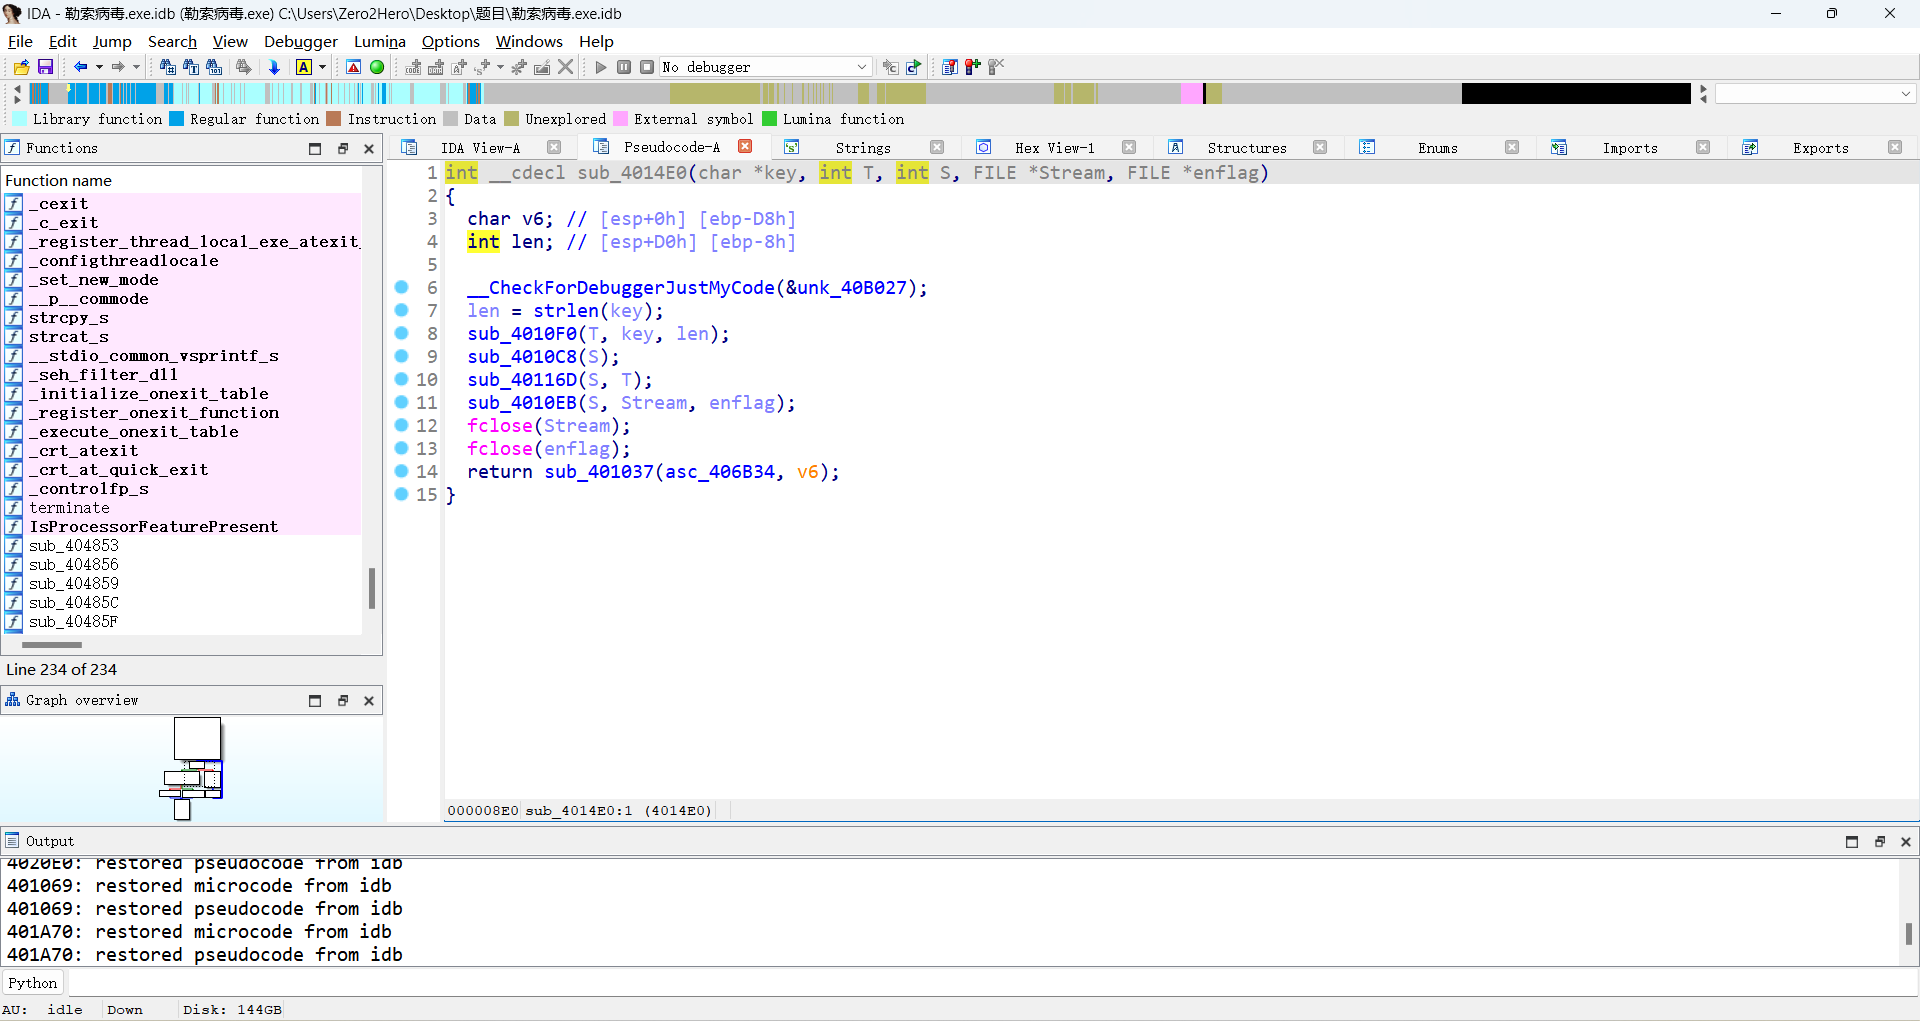 IDA - 勒索病毒.exe.idb (勒索病毒.exe) C:\Users\Zero2Hero\Desktop\题目\勒索病毒.exe.idb
File Edit Jump Search View Debugger Lumina Options Windows Help
No debugger
Library function Regular function Instruction Data Unexplored External symbol Lumina function
Functions
IDA View-A Pseudocode-A Strings Hex View-1 Structures Enums Imports Exports
Function name
_cexit
_c_exit
_register_thread_local_exe_atexit_
_configthreadlocale
_set_new_mode
__p__commode
strcpy_s
strcat_s
__stdio_common_vsprintf_s
_seh_filter_dll
_initialize_onexit_table
_register_onexit_function
_execute_onexit_table
_crt_atexit
_crt_at_quick_exit
_controlfp_s
terminate
IsProcessorFeaturePresent
sub_404853
sub_404856
sub_404859
sub_40485C
sub_40485F
Line 234 of 234
Graph overview
1 int __cdecl sub_4014E0(char *key, int T, int S, FILE *Stream, FILE *enflag)
2 {
3 char v6; // [esp+0h] [ebp-D8h]
4 int len; // [esp+D0h] [ebp-8h]
5
6 __CheckForDebuggerJustMyCode(&unk_40B027);
7 len = strlen(key);
8 sub_4010F0(T, key, len);
9 sub_4010C8(S);
10 sub_40116D(S, T);
11 sub_4010EB(S, Stream, enflag);
12 fclose(Stream);
13 fclose(enflag);
14 return sub_401037(asc_406B34, v6);
15 }
000008E0 sub_4014E0:1 (4014E0)
Output
4020E0: restored pseudocode from idb
401069: restored microcode from idb
401069: restored pseudocode from idb
401A70: restored microcode from idb
401A70: restored pseudocode from idb
Python
AU: idle Down Disk: 144GB